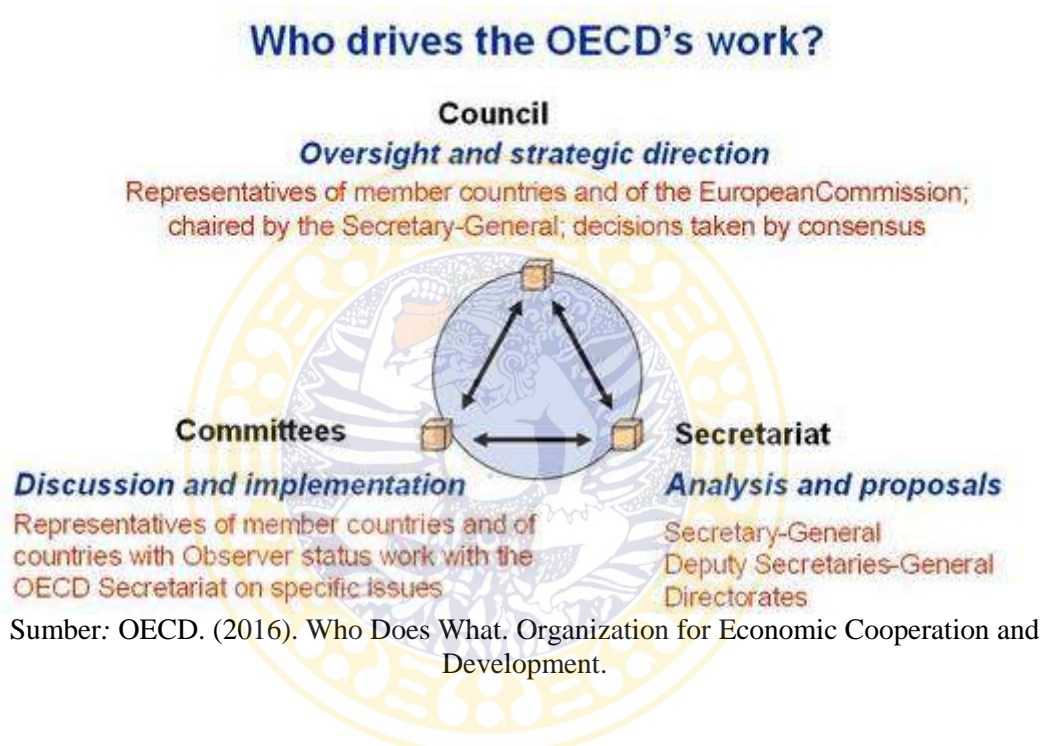 Who drives the OECD's work?
Council
Oversight and strategic direction
Representatives of member countries and of the EuropeanCommission;
chaired by the Secretary-General; decisions taken by consensus
Committees
Discussion and implementation
Representatives of member countries and of
countries with Observer status work with the
OECD Secretariat on specific issues
Secretariat
Analysis and proposals
Secretary-General
Deputy Secretaries-General
Directorates
Sumber: OECD. (2016). Who Does What. Organization for Economic Cooperation and
Development.